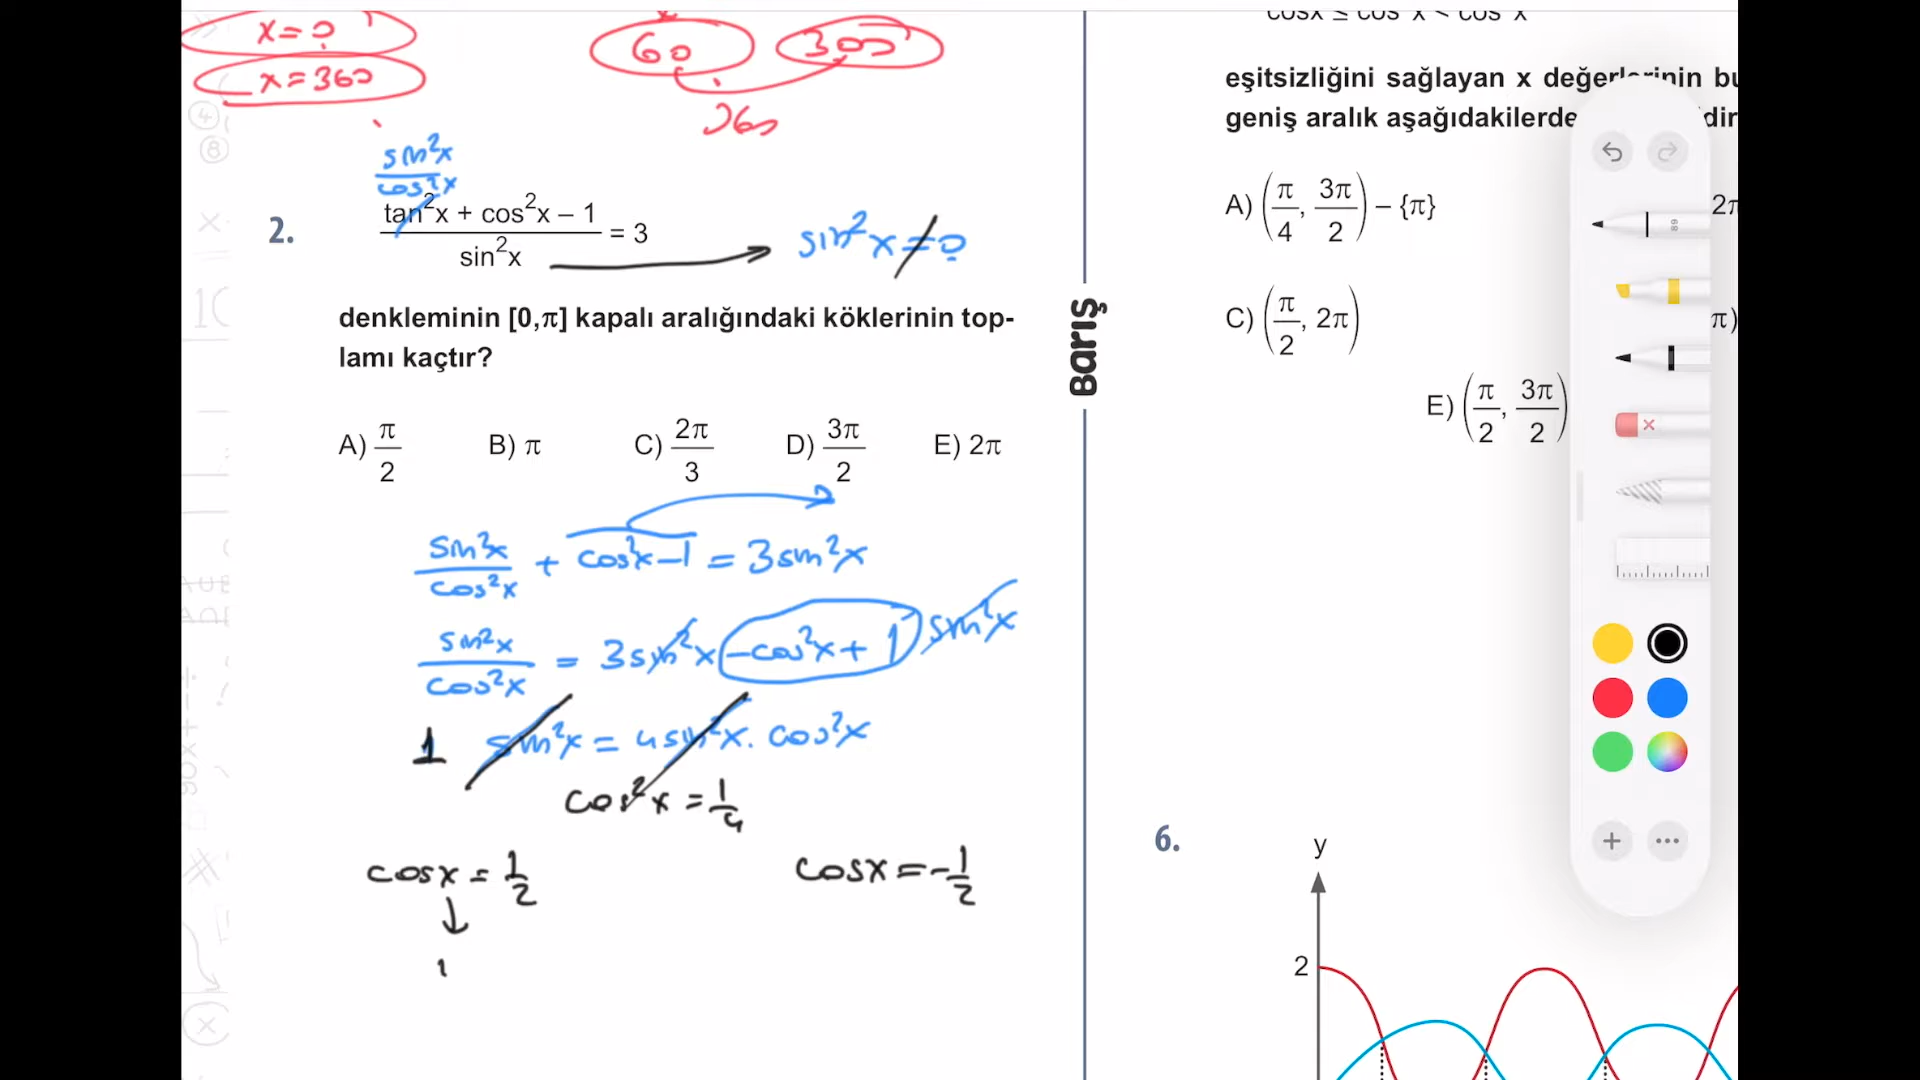 x = 0
x = 360
60
300
360
sin²x
cos²x
2.
tan²x + cos²x – 1
sin²x
= 3
sin²x ≠ 0
denkleminin [0,π] kapalı aralığındaki köklerinin top-
lamı kaçtır?
A) π/2 B) π C) 2π/3 D) 3π/2 E) 2π
sin²x/cos²x + cos²x – 1 = 3sin²x
sin²x/cos²x = 3sin²x – cos²x + 1 sin²x
1 sin²x = 4sin²x . cos²x
cos²x = 1/4
cosx = 1/2 cosx = -1/2
Barış
eşitsizliğini sağlayan x
geniş aralık
A) (π/4, 3π/2) – {π}
2π
C) (π/2, 2π)
π)
E) (π/2, 3π/2)
89
6.
y
2